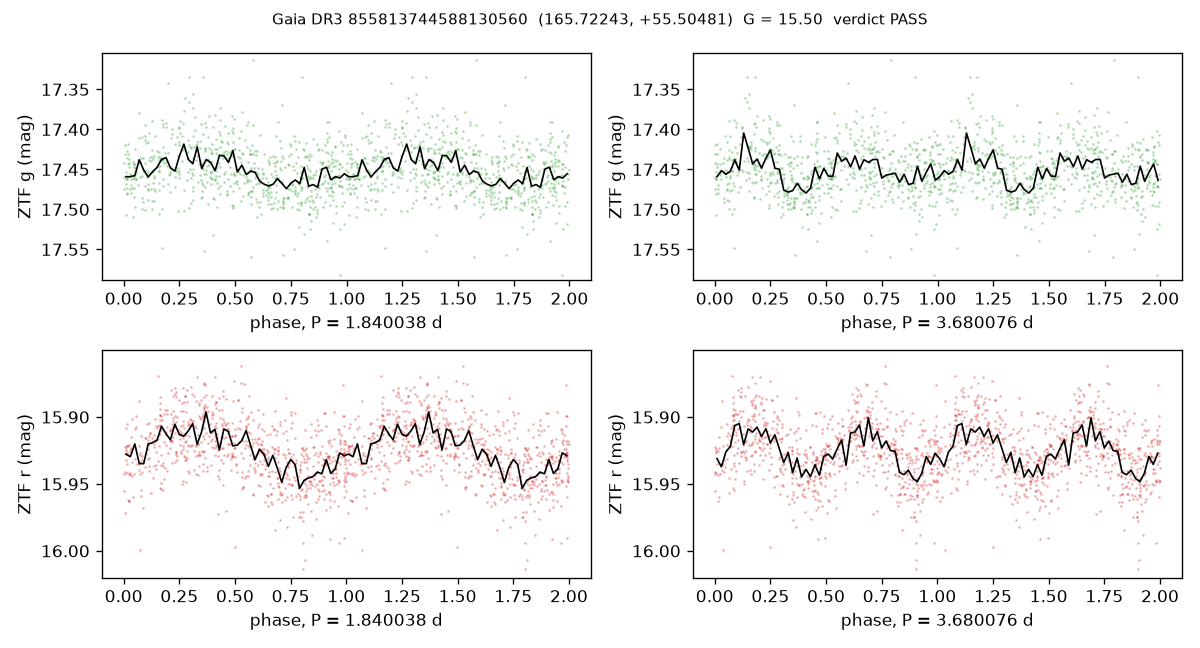 Gaia DR3 855813744588130560 (165.72243, +55.50481) G = 15.50 verdict PASS
ZTF g (mag)
17.35
17.40
17.45
17.50
17.55
0.00 0.25 0.50 0.75 1.00 1.25 1.50 1.75 2.00
phase, P = 1.840038 d
ZTF g (mag)
17.35
17.40
17.45
17.50
17.55
0.00 0.25 0.50 0.75 1.00 1.25 1.50 1.75 2.00
phase, P = 3.680076 d
ZTF r (mag)
15.90
15.95
16.00
0.00 0.25 0.50 0.75 1.00 1.25 1.50 1.75 2.00
phase, P = 1.840038 d
ZTF r (mag)
15.90
15.95
16.00
0.00 0.25 0.50 0.75 1.00 1.25 1.50 1.75 2.00
phase, P = 3.680076 d